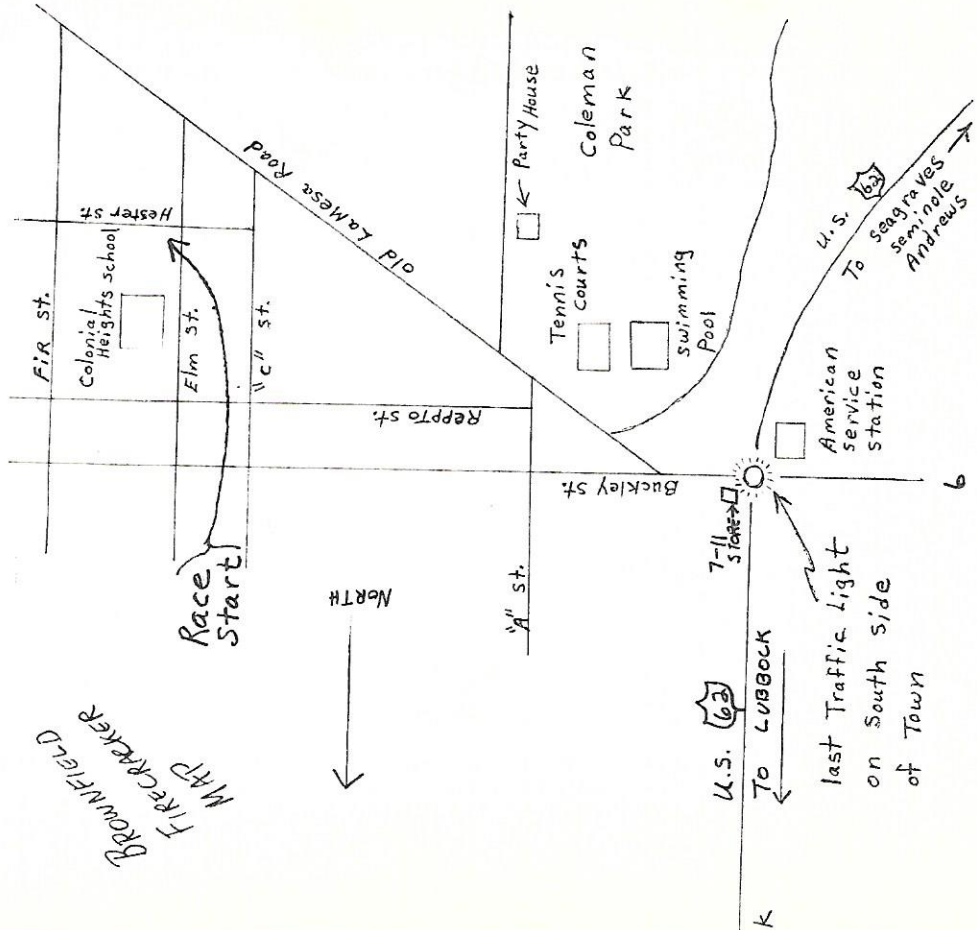 BROWNFIELD
FIRECRACKER
MAP
NORTH
Race
Start
Fir St.
Colonial
Heights school
Hester St.
Elm St.
"C" St.
Reppto St.
Old LaMesa Road
Party House
Coleman
Park
Tennis
Courts
Swimming
Pool
"A" St.
Buckley St.
7-11
STORE
American
service
station
U.S. 62
To Seagraves
Seminole
Andrews
U.S. 62
To LUBBOCK
last Traffic Light
on South side
of Town
K
6